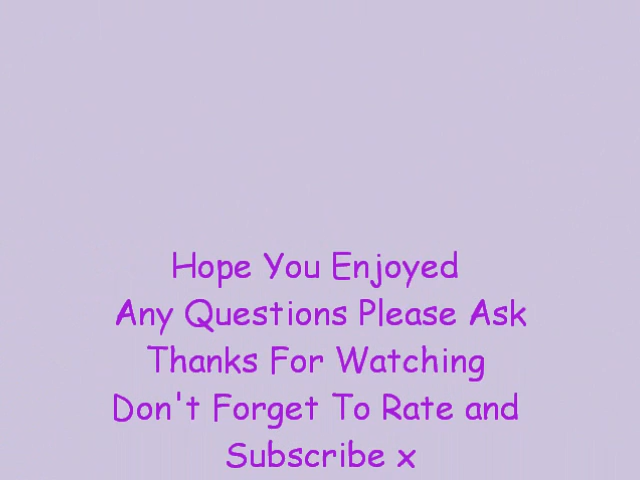 Hope You Enjoyed
Any Questions Please Ask
Thanks For Watching
Don't Forget To Rate and
Subscribe x